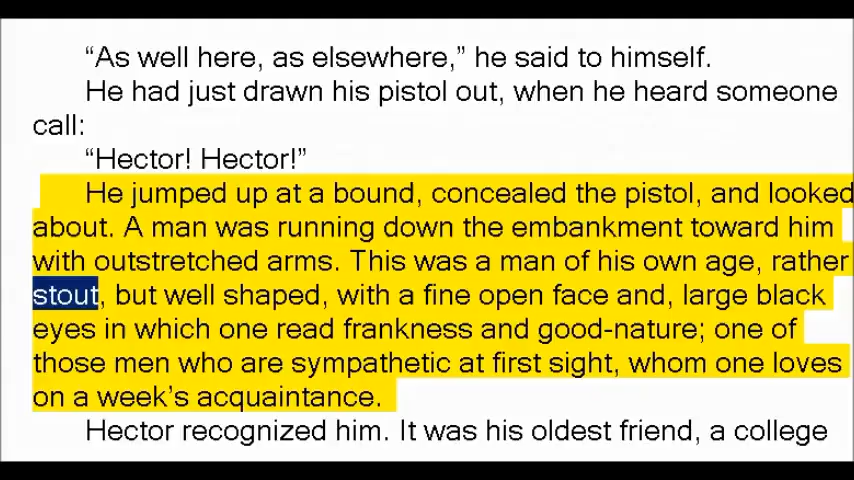 “As well here, as elsewhere,” he said to himself.
He had just drawn his pistol out, when he heard someone
call:
“Hector! Hector!”
He jumped up at a bound, concealed the pistol, and looked
about. A man was running down the embankment toward him
with outstretched arms. This was a man of his own age, rather
stout, but well shaped, with a fine open face and, large black
eyes in which one read frankness and good-nature; one of
those men who are sympathetic at first sight, whom one loves
on a week’s acquaintance.
Hector recognized him. It was his oldest friend, a college